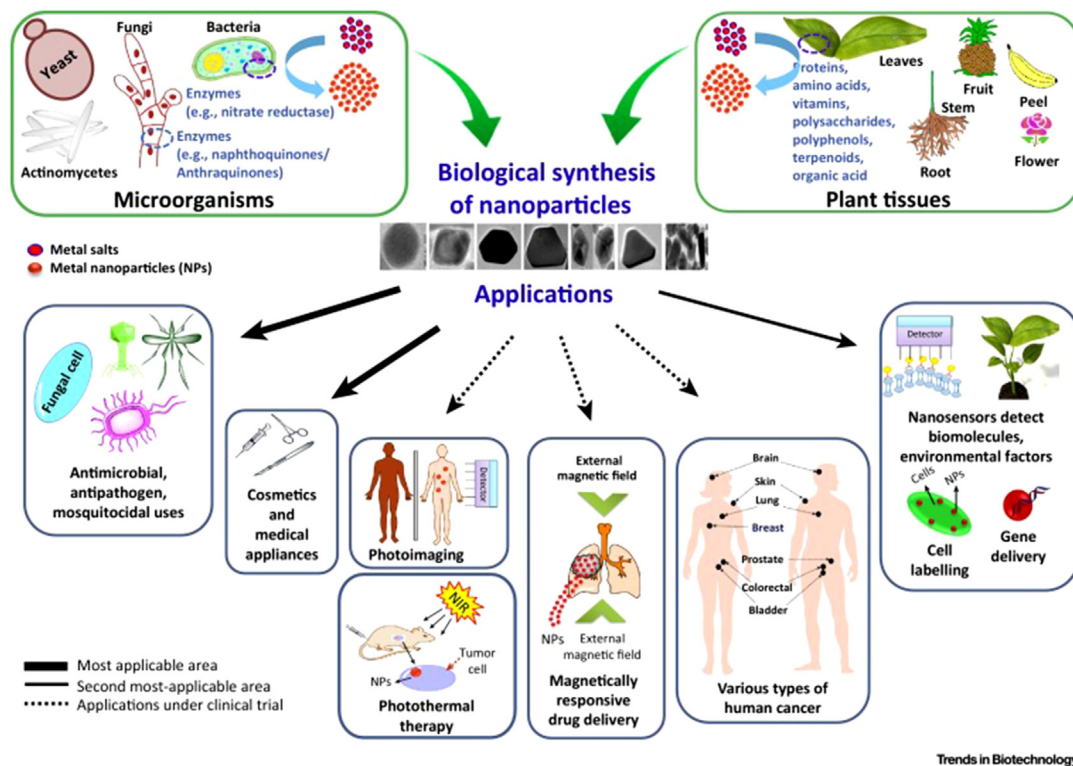 Yeast
Fungi
Bacteria
Enzymes
(e.g., nitrate reductase)
Enzymes
(e.g., naphthoquinones/
Anthraquinones)
Actinomycetes
Microorganisms
Leaves
Proteins,
amino acids,
vitamins,
polysaccharides,
polyphenols,
terpenoids,
organic acid
Fruit
Stem
Peel
Root
Flower
Plant tissues
Biological synthesis
of nanoparticles
Metal salts
Metal nanoparticles (NPs)
Applications
Fungal cell
Antimicrobial,
antipathogen,
mosquitocidal uses
Cosmetics
and
medical
appliances
Detector
Photoimaging
NIR
Tumor
cell
NPs
Photothermal
therapy
External
magnetic field
NPs
External
magnetic field
Magnetically
responsive
drug delivery
Brain
Skin
Lung
Breast
Prostate
Colorectal
Bladder
Various types of
human cancer
Detector
Nanosensors detect
biomolecules,
environmental factors
Cells
NPs
Cell
labelling
Gene
delivery
Most applicable area
Second most-applicable area
Applications under clinical trial
Trends in Biotechnology